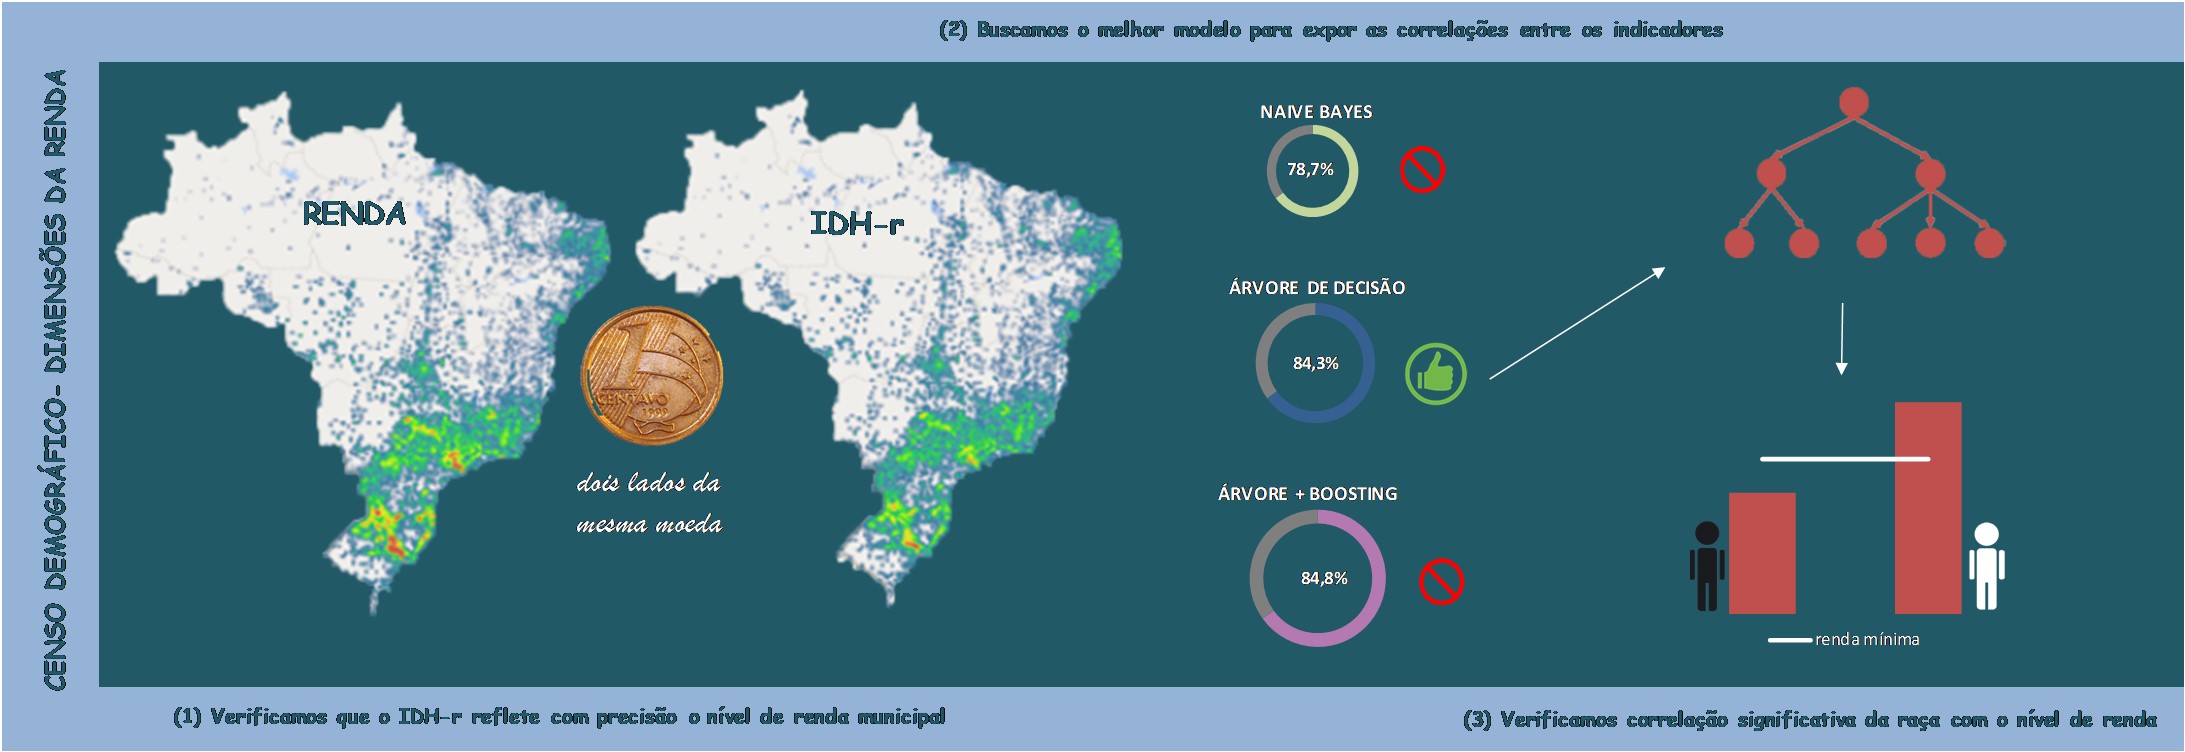 (2) Buscamos o melhor modelo para expor as correlações entre os indicadores
CENSO DEMOGRÁFICO- DIMENSÕES DA RENDA
RENDA
IDH-r
1
CENTAVO
1999
dois lados da
mesma moeda
NAIVE BAYES
78,7%
ÁRVORE DE DECISÃO
84,3%
ÁRVORE + BOOSTING
84,8%
renda mínima
(1) Verificamos que o IDH-r reflete com precisão o nível de renda municipal
(3) Verificamos correlação significativa da raça com o nível de renda